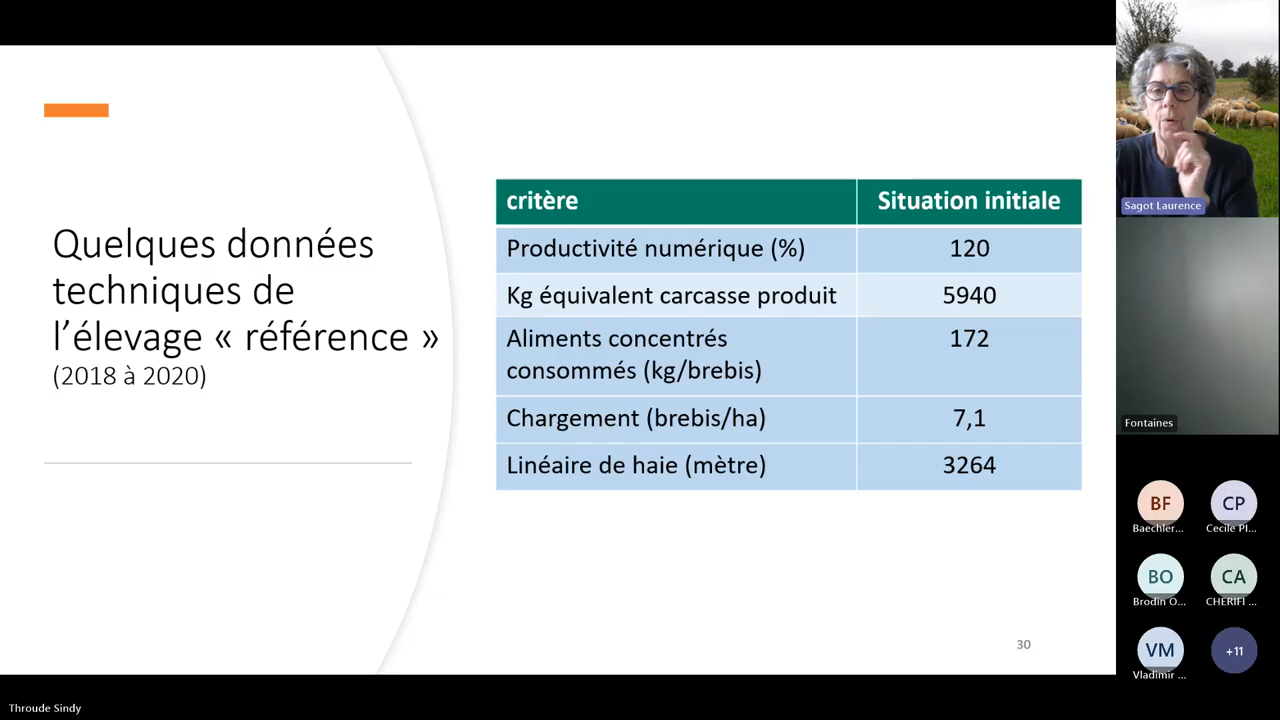 Quelques données
techniques de
l’élevage « référence »
(2018 à 2020)
critère
Situation initiale
Productivité numérique (%)
120
Kg équivalent carcasse produit
5940
Aliments concentrés
consommés (kg/brebis)
172
Chargement (brebis/ha)
7,1
Linéaire de haie (mètre)
3264
30
Sagot Laurence
Fontaines
BF
CP
Baechler...
Cecile Pl...
BO
CA
Brodin O...
CHERIFI ...
VM
+11
Vladimir ...
Throude Sindy